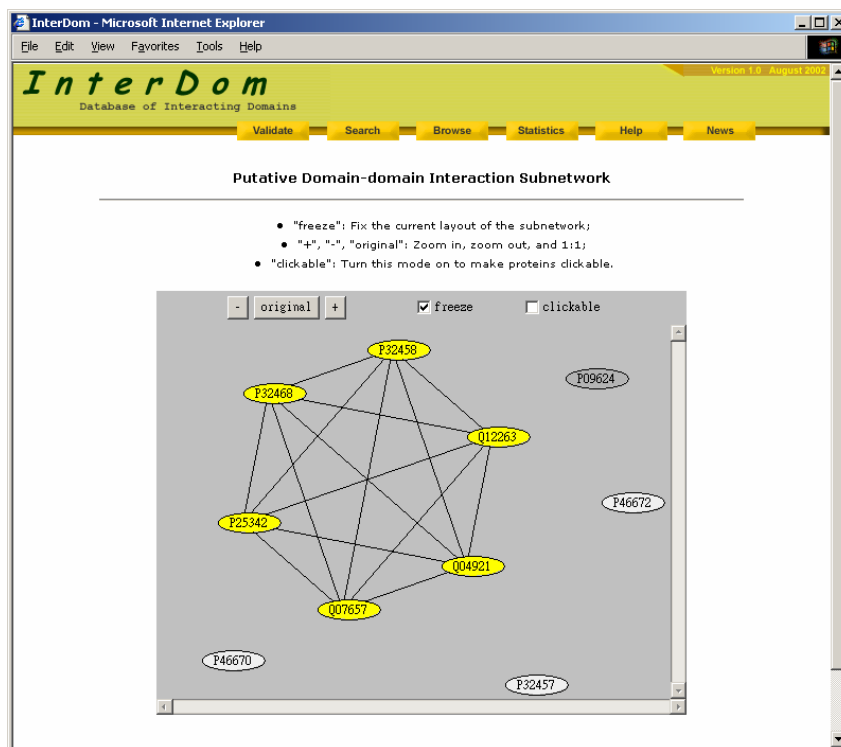 InterDom - Microsoft Internet Explorer
File Edit View Favorites Tools Help
InterDom
Version 1.0 August 2002
Database of Interacting Domains
Validate Search Browse Statistics Help News
Putative Domain-domain Interaction Subnetwork
• "freeze": Fix the current layout of the subnetwork;
• "+", "-", "original": Zoom in, zoom out, and 1:1;
• "clickable": Turn this mode on to make proteins clickable.
- original + freeze clickable
P32458
P09624
P32468
Q12263
P46672
P25342
Q04921
Q07657
P46670
P32457